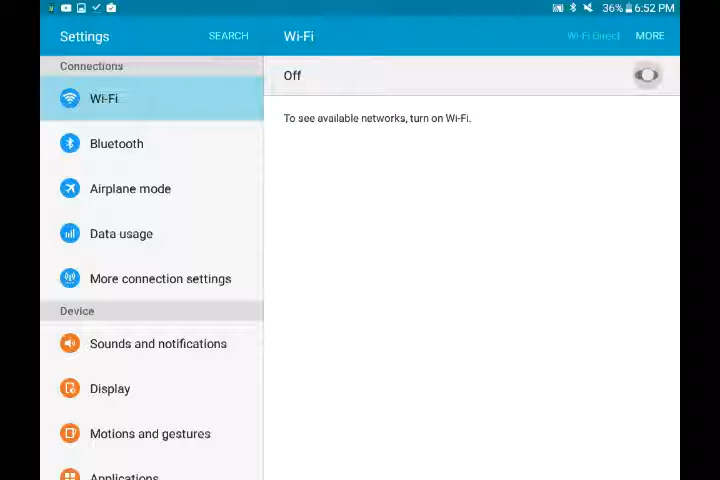 36% 6:52 PM
Settings SEARCH Wi-Fi Wi-Fi Direct MORE
Connections
Off
Wi-Fi
To see available networks, turn on Wi-Fi.
Bluetooth
Airplane mode
Data usage
More connection settings
Device
Sounds and notifications
Display
Motions and gestures
Applications